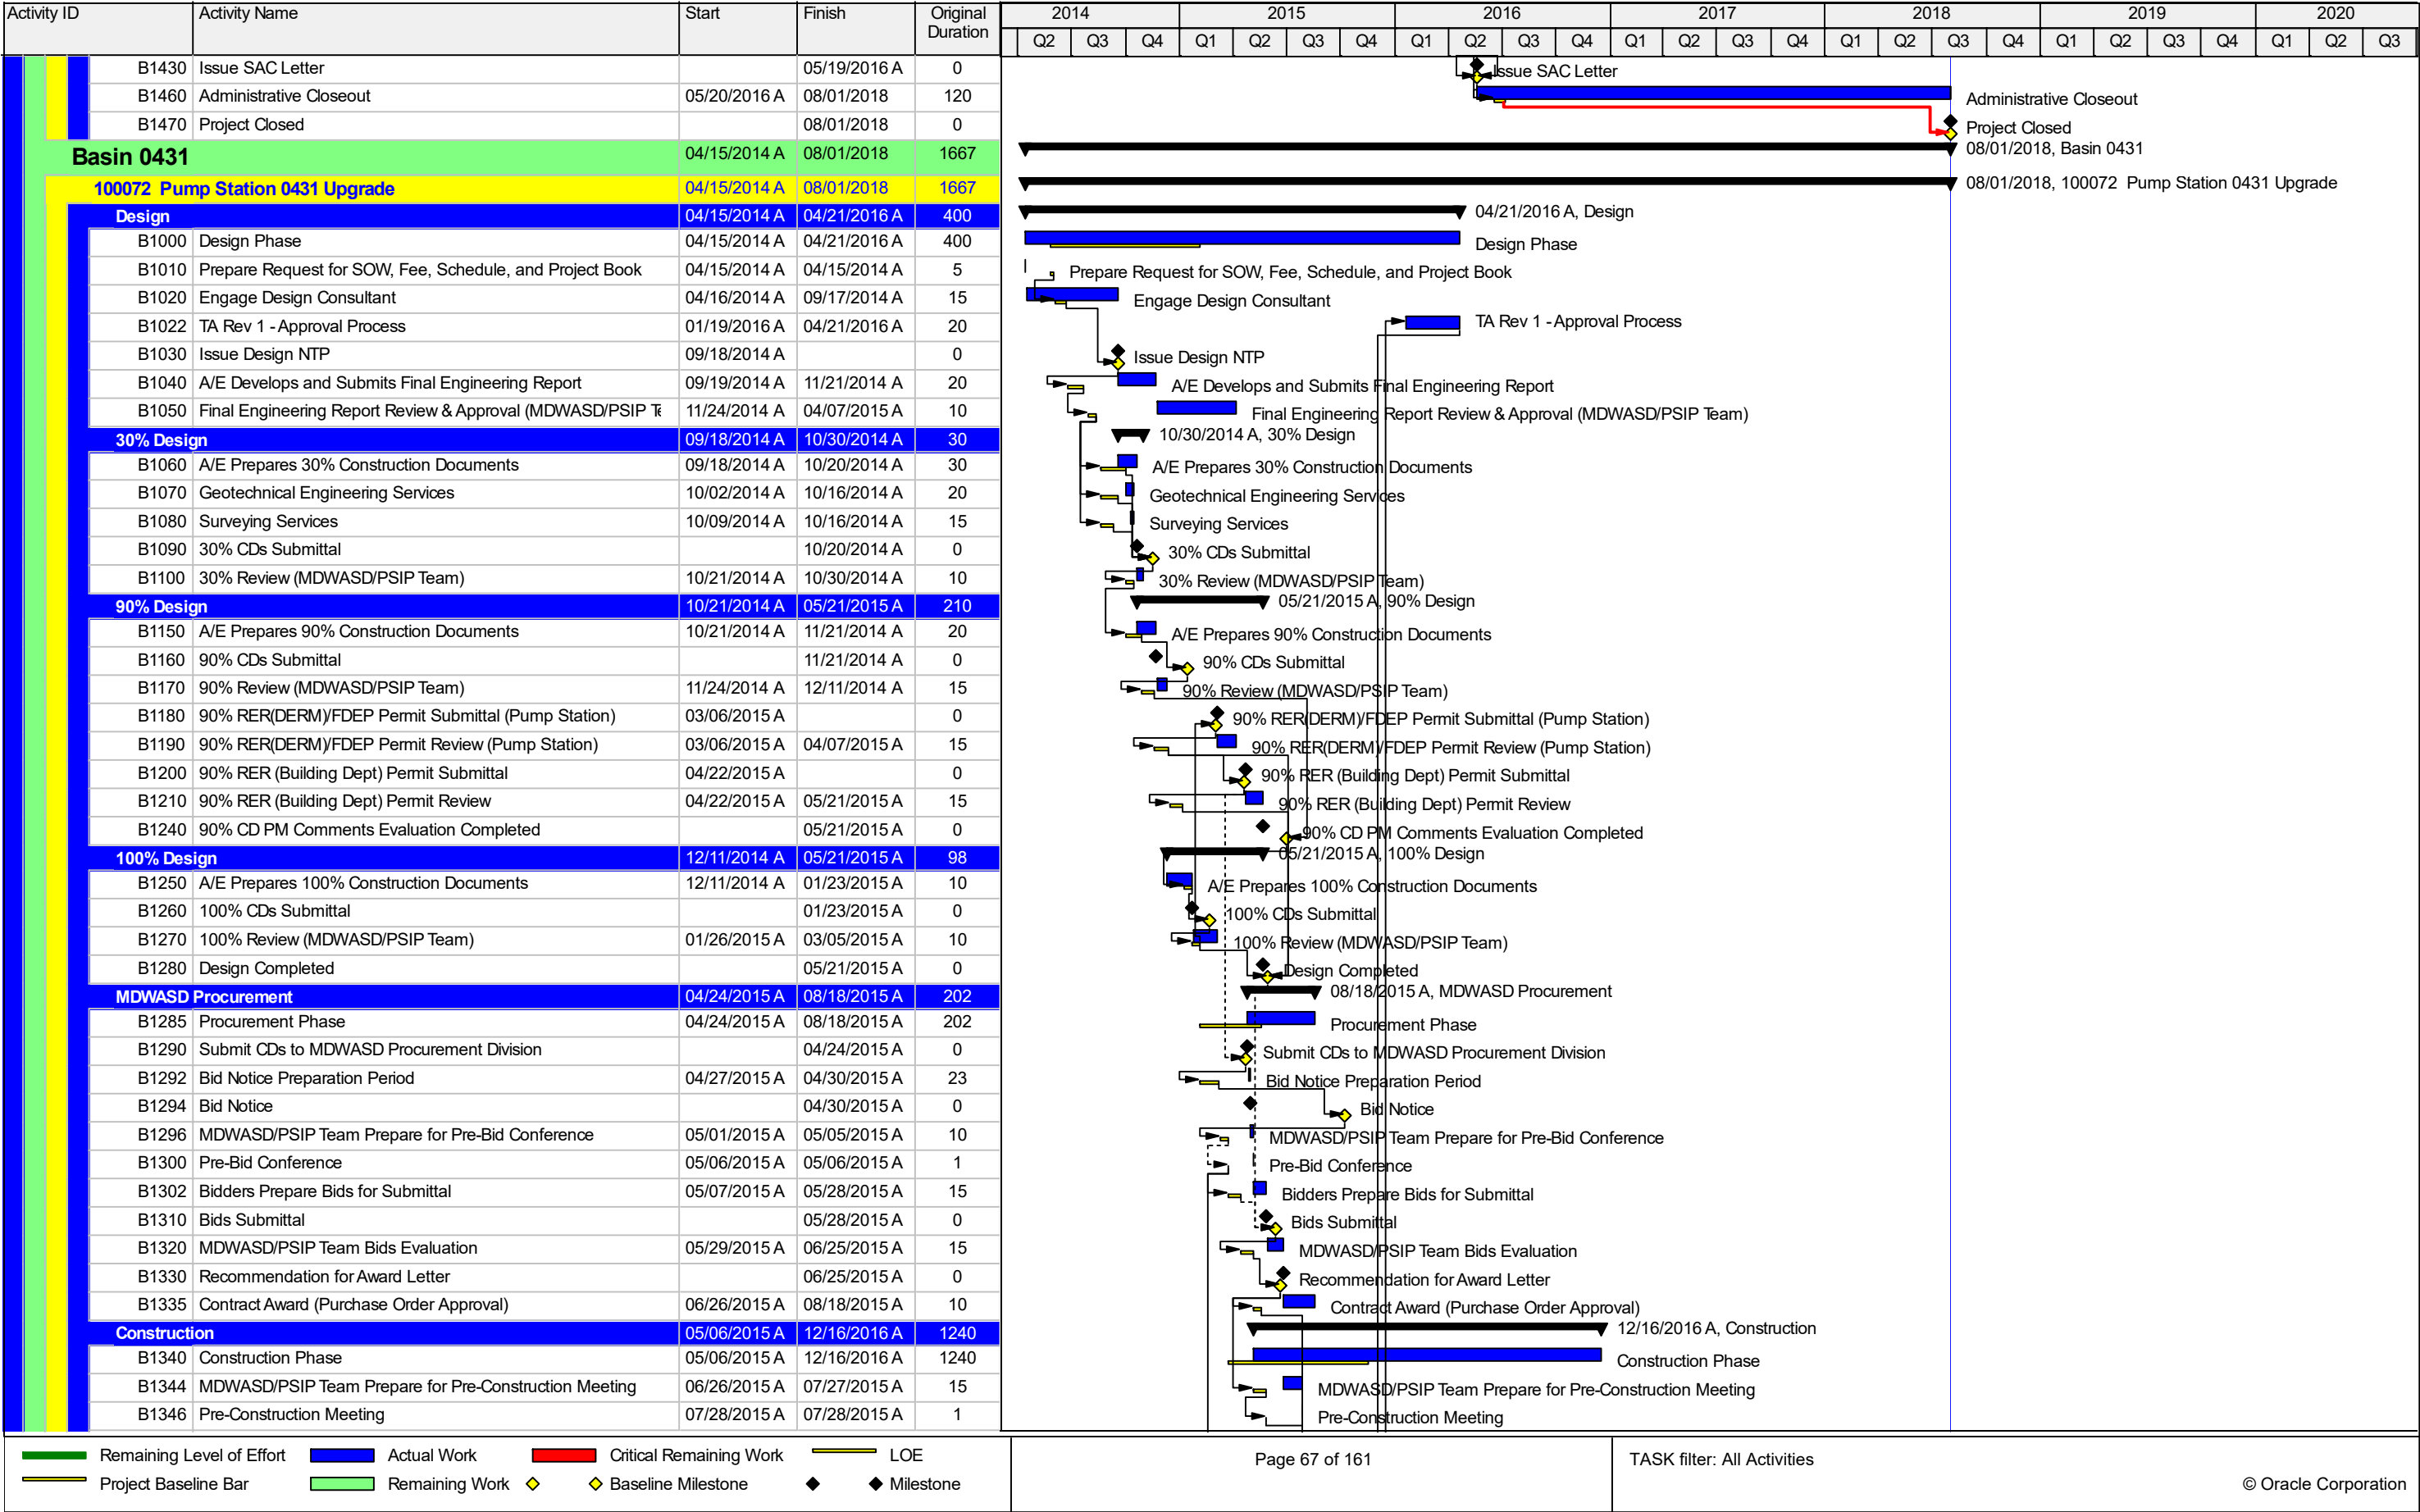 Activity ID Activity Name Start Finish Original Duration 2014 2015 2016 2017 2018 2019 2020
Q2 Q3 Q4 Q1 Q2 Q3 Q4 Q1 Q2 Q3 Q4 Q1 Q2 Q3 Q4 Q1 Q2 Q3 Q4 Q1 Q2 Q3 Q4 Q1 Q2 Q3
B1430 Issue SAC Letter 05/19/2016 A 0 Issue SAC Letter
B1460 Administrative Closeout 05/20/2016 A 08/01/2018 120 Administrative Closeout
B1470 Project Closed 08/01/2018 0 Project Closed
Basin 0431 04/15/2014 A 08/01/2018 1667 08/01/2018, Basin 0431
100072 Pump Station 0431 Upgrade 04/15/2014 A 08/01/2018 1667 08/01/2018, 100072 Pump Station 0431 Upgrade
Design 04/15/2014 A 04/21/2016 A 400 04/21/2016 A, Design
B1000 Design Phase 04/15/2014 A 04/21/2016 A 400 Design Phase
B1010 Prepare Request for SOW, Fee, Schedule, and Project Book 04/15/2014 A 04/15/2014 A 5 Prepare Request for SOW, Fee, Schedule, and Project Book
B1020 Engage Design Consultant 04/16/2014 A 09/17/2014 A 15 Engage Design Consultant
B1022 TA Rev 1 - Approval Process 01/19/2016 A 04/21/2016 A 20 TA Rev 1 - Approval Process
B1030 Issue Design NTP 09/18/2014 A 0 Issue Design NTP
B1040 A/E Develops and Submits Final Engineering Report 09/19/2014 A 11/21/2014 A 20 A/E Develops and Submits Final Engineering Report
B1050 Final Engineering Report Review & Approval (MDWASD/PSIP Te 11/24/2014 A 04/07/2015 A 10 Final Engineering Report Review & Approval (MDWASD/PSIP Team)
30% Design 09/18/2014 A 10/30/2014 A 30 10/30/2014 A, 30% Design
B1060 A/E Prepares 30% Construction Documents 09/18/2014 A 10/20/2014 A 30 A/E Prepares 30% Construction Documents
B1070 Geotechnical Engineering Services 10/02/2014 A 10/16/2014 A 20 Geotechnical Engineering Services
B1080 Surveying Services 10/09/2014 A 10/16/2014 A 15 Surveying Services
B1090 30% CDs Submittal 10/20/2014 A 0 30% CDs Submittal
B1100 30% Review (MDWASD/PSIP Team) 10/21/2014 A 10/30/2014 A 10 30% Review (MDWASD/PSIP Team)
90% Design 10/21/2014 A 05/21/2015 A 210 05/21/2015 A, 90% Design
B1150 A/E Prepares 90% Construction Documents 10/21/2014 A 11/21/2014 A 20 A/E Prepares 90% Construction Documents
B1160 90% CDs Submittal 11/21/2014 A 0 90% CDs Submittal
B1170 90% Review (MDWASD/PSIP Team) 11/24/2014 A 12/11/2014 A 15 90% Review (MDWASD/PSIP Team)
B1180 90% RER(DERM)/FDEP Permit Submittal (Pump Station) 03/06/2015 A 0 90% RER(DERM)/FDEP Permit Submittal (Pump Station)
B1190 90% RER(DERM)/FDEP Permit Review (Pump Station) 03/06/2015 A 04/07/2015 A 15 90% RER(DERM)/FDEP Permit Review (Pump Station)
B1200 90% RER (Building Dept) Permit Submittal 04/22/2015 A 0 90% RER (Building Dept) Permit Submittal
B1210 90% RER (Building Dept) Permit Review 04/22/2015 A 05/21/2015 A 15 90% RER (Building Dept) Permit Review
B1240 90% CD PM Comments Evaluation Completed 05/21/2015 A 0 90% CD PM Comments Evaluation Completed
100% Design 12/11/2014 A 05/21/2015 A 98 05/21/2015 A, 100% Design
B1250 A/E Prepares 100% Construction Documents 12/11/2014 A 01/23/2015 A 10 A/E Prepares 100% Construction Documents
B1260 100% CDs Submittal 01/23/2015 A 0 100% CDs Submittal
B1270 100% Review (MDWASD/PSIP Team) 01/26/2015 A 03/05/2015 A 10 100% Review (MDWASD/PSIP Team)
B1280 Design Completed 05/21/2015 A 0 Design Completed
MDWASD Procurement 04/24/2015 A 08/18/2015 A 202 08/18/2015 A, MDWASD Procurement
B1285 Procurement Phase 04/24/2015 A 08/18/2015 A 202 Procurement Phase
B1290 Submit CDs to MDWASD Procurement Division 04/24/2015 A 0 Submit CDs to MDWASD Procurement Division
B1292 Bid Notice Preparation Period 04/27/2015 A 04/30/2015 A 23 Bid Notice Preparation Period
B1294 Bid Notice 04/30/2015 A 0 Bid Notice
B1296 MDWASD/PSIP Team Prepare for Pre-Bid Conference 05/01/2015 A 05/05/2015 A 10 MDWASD/PSIP Team Prepare for Pre-Bid Conference
B1300 Pre-Bid Conference 05/06/2015 A 05/06/2015 A 1 Pre-Bid Conference
B1302 Bidders Prepare Bids for Submittal 05/07/2015 A 05/28/2015 A 15 Bidders Prepare Bids for Submittal
B1310 Bids Submittal 05/28/2015 A 0 Bids Submittal
B1320 MDWASD/PSIP Team Bids Evaluation 05/29/2015 A 06/25/2015 A 15 MDWASD/PSIP Team Bids Evaluation
B1330 Recommendation for Award Letter 06/25/2015 A 0 Recommendation for Award Letter
B1335 Contract Award (Purchase Order Approval) 06/26/2015 A 08/18/2015 A 10 Contract Award (Purchase Order Approval)
Construction 05/06/2015 A 12/16/2016 A 1240 12/16/2016 A, Construction
B1340 Construction Phase 05/06/2015 A 12/16/2016 A 1240 Construction Phase
B1344 MDWASD/PSIP Team Prepare for Pre-Construction Meeting 06/26/2015 A 07/27/2015 A 15 MDWASD/PSIP Team Prepare for Pre-Construction Meeting
B1346 Pre-Construction Meeting 07/28/2015 A 07/28/2015 A 1 Pre-Construction Meeting
Remaining Level of Effort Actual Work Critical Remaining Work LOE Page 67 of 161 TASK filter: All Activities
Project Baseline Bar Remaining Work Baseline Milestone Milestone © Oracle Corporation